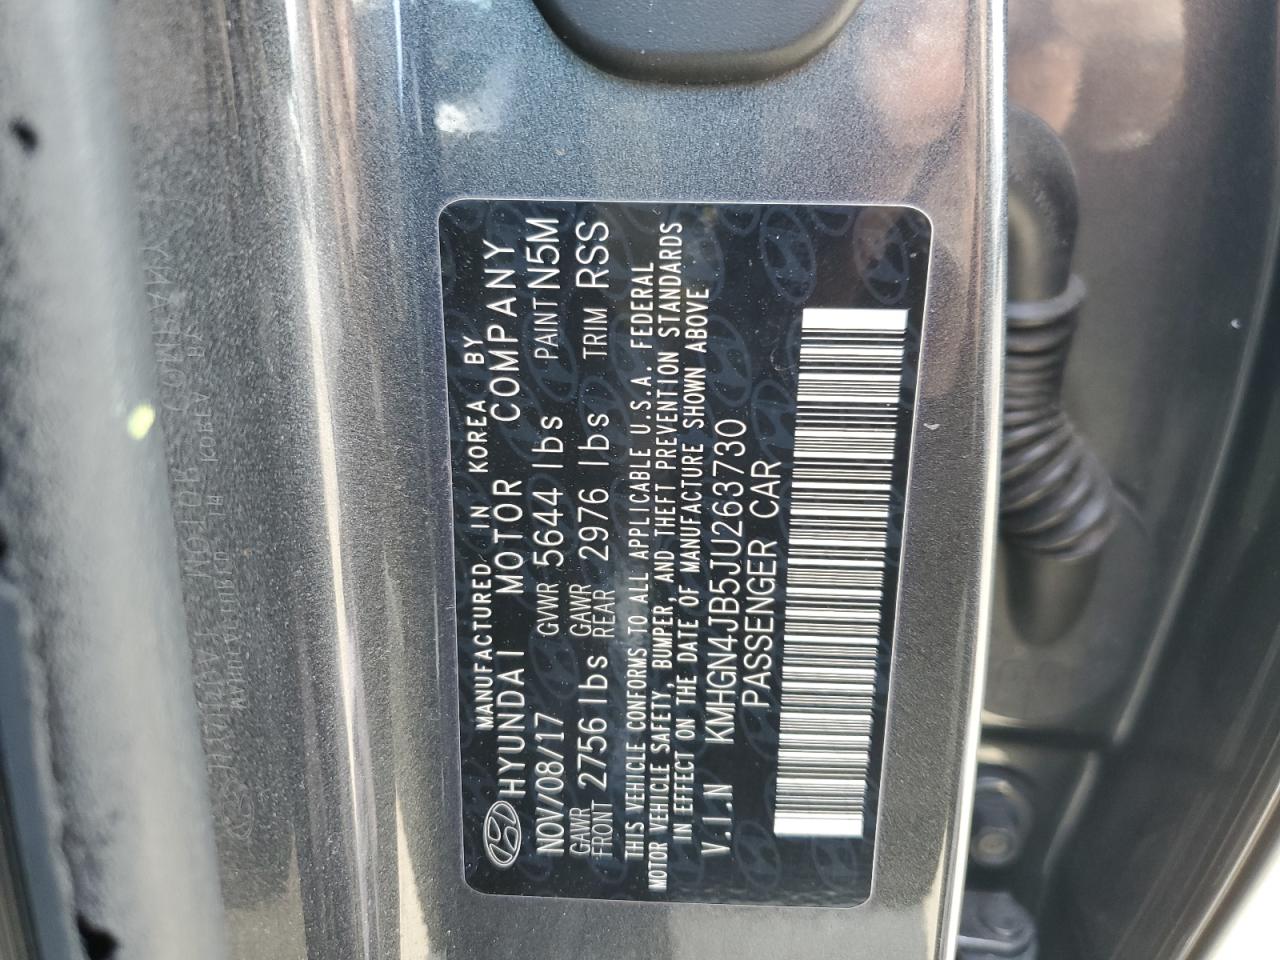 MANUFACTURED IN KOREA BY
HYUNDAI MOTOR COMPANY
NOV/08/17 GVWR 5644 lbs PAINT N5M
GAWR FRONT 2756 lbs GAWR REAR 2976 lbs TRIM RSS
THIS VEHICLE CONFORMS TO ALL APPLICABLE U.S.A. FEDERAL
MOTOR VEHICLE SAFETY, BUMPER, AND THEFT PREVENTION STANDARDS
IN EFFECT ON THE DATE OF MANUFACTURE SHOWN ABOVE
V.I.N KMHGN4JB5JU263730
PASSENGER CAR